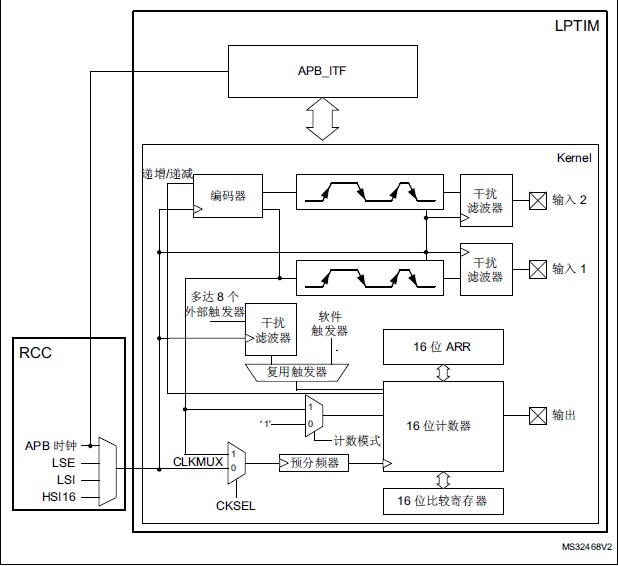 LPTIM
APB_ITF
Kernel
递增/递减
编码器
干扰
滤波器
输入 2
干扰
滤波器
输入 1
多达 8 个
外部触发器
干扰
滤波器
软件
触发器
16 位 ARR
复用触发器
RCC
1
‘1’
0
16 位计数器
输出
计数模式
APB 时钟
LSE
LSI
HSI16
CLKMUX
1
0
预分频器
CKSEL
16 位比较寄存器
MS32468V2